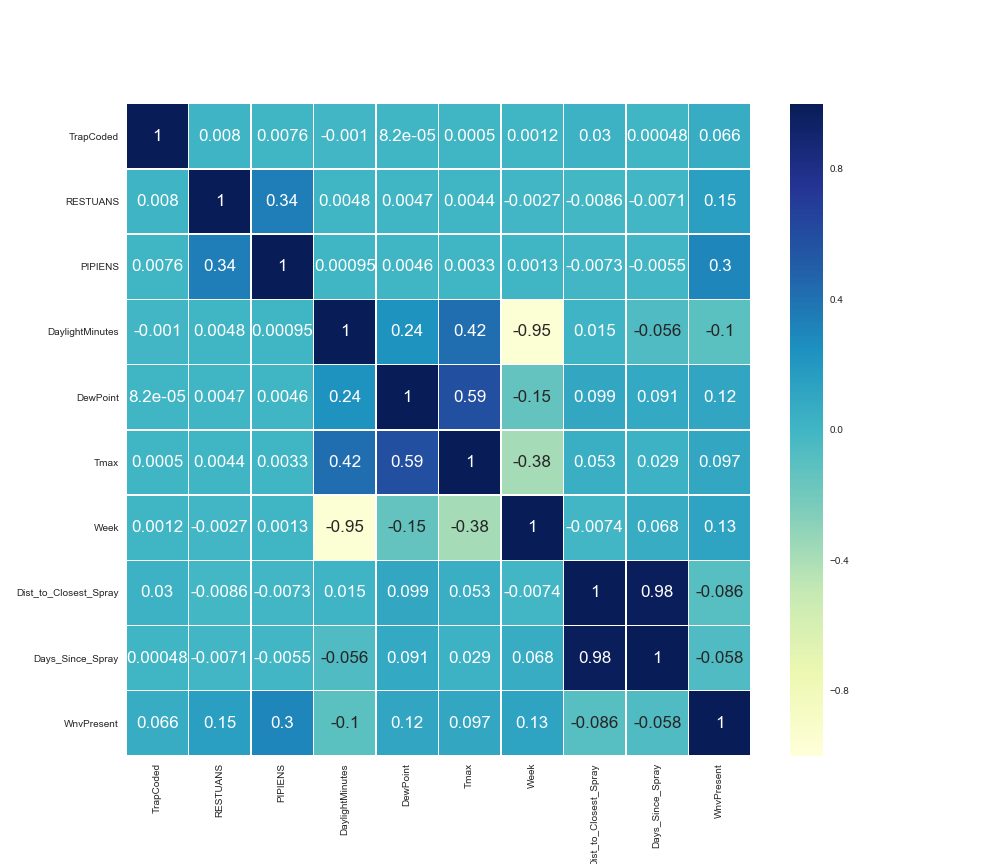 TrapCoded 1 0.008 0.0076 -0.001 8.2e-05 0.0005 0.0012 0.03 0.00048 0.066
RESTUANS 0.008 1 0.34 0.0048 0.0047 0.0044 -0.0027 -0.0086 -0.0071 0.15
PIPIENS 0.0076 0.34 1 0.00095 0.0046 0.0033 0.0013 -0.0073 -0.0055 0.3
DaylightMinutes -0.001 0.0048 0.00095 1 0.24 0.42 -0.95 0.015 -0.056 -0.1
DewPoint 8.2e-05 0.0047 0.0046 0.24 1 0.59 -0.15 0.099 0.091 0.12
Tmax 0.0005 0.0044 0.0033 0.42 0.59 1 -0.38 0.053 0.029 0.097
Week 0.0012 -0.0027 0.0013 -0.95 -0.15 -0.38 1 -0.0074 0.068 0.13
Dist_to_Closest_Spray 0.03 -0.0086 -0.0073 0.015 0.099 0.053 -0.0074 1 0.98 -0.086
Days_Since_Spray 0.00048 -0.0071 -0.0055 -0.056 0.091 0.029 0.068 0.98 1 -0.058
WnvPresent 0.066 0.15 0.3 -0.1 0.12 0.097 0.13 -0.086 -0.058 1
TrapCoded
RESTUANS
PIPIENS
DaylightMinutes
DewPoint
Tmax
Week
ist_to_Closest_Spray
Days_Since_Spray
WnvPresent
0.8
0.4
0.0
−0.4
−0.8